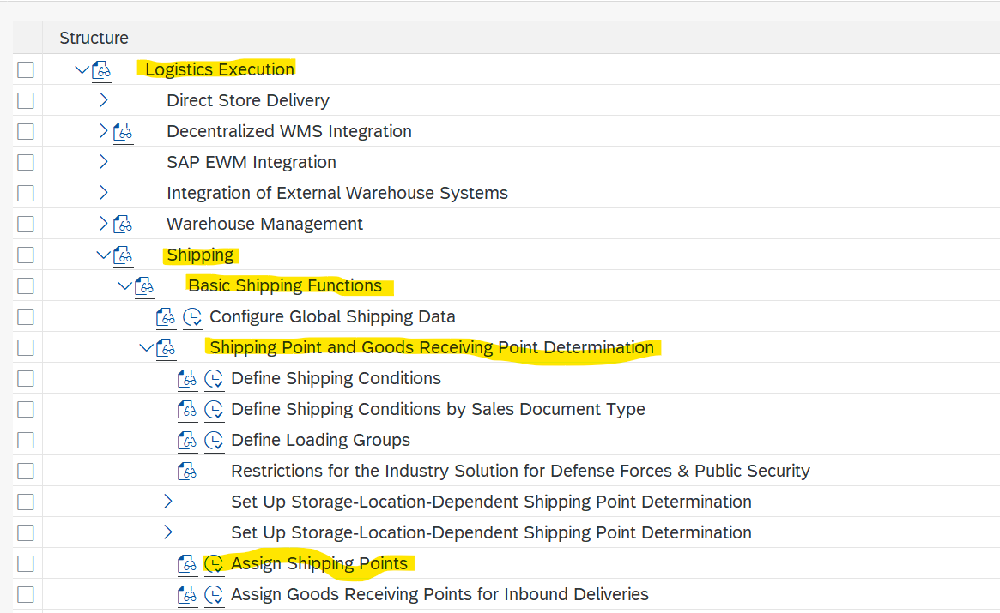 Structure
Logistics Execution
Direct Store Delivery
Decentralized WMS Integration
SAP EWM Integration
Integration of External Warehouse Systems
Warehouse Management
Shipping
Basic Shipping Functions
Configure Global Shipping Data
Shipping Point and Goods Receiving Point Determination
Define Shipping Conditions
Define Shipping Conditions by Sales Document Type
Define Loading Groups
Restrictions for the Industry Solution for Defense Forces & Public Security
Set Up Storage-Location-Dependent Shipping Point Determination
Set Up Storage-Location-Dependent Shipping Point Determination
Assign Shipping Points
Assign Goods Receiving Points for Inbound Deliveries